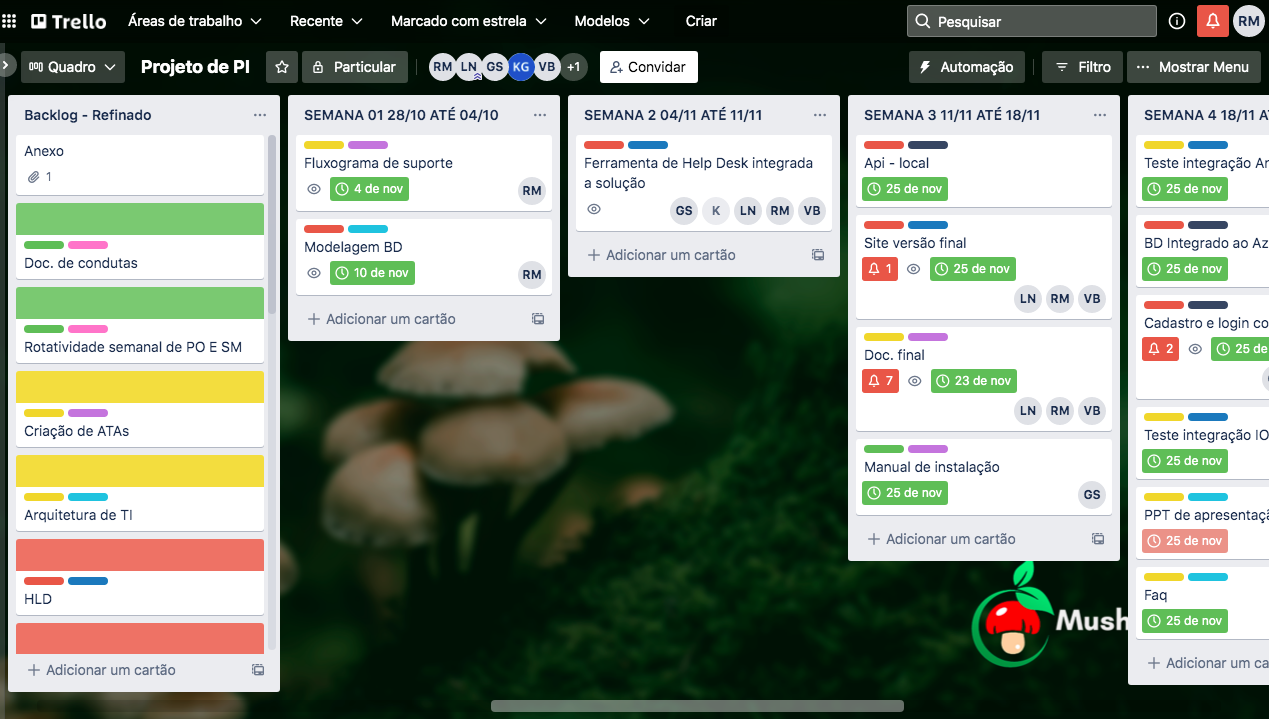 Trello Áreas de trabalho Recente Marcado com estrela Modelos Criar Pesquisar RM
Quadro Projeto de PI Particular RM LN GS KG VB +1 Convidar Automação Filtro Mostrar Menu
Backlog - Refinado
Anexo
1
Doc. de condutas
Rotatividade semanal de PO E SM
Criação de ATAs
Arquitetura de TI
HLD
Adicionar um cartão
SEMANA 01 28/10 ATÉ 04/10
Fluxograma de suporte
4 de nov
RM
Modelagem BD
10 de nov
RM
Adicionar um cartão
SEMANA 2 04/11 ATÉ 11/11
Ferramenta de Help Desk integrada
a solução
GS K LN RM VB
Adicionar um cartão
SEMANA 3 11/11 ATÉ 18/11
Api - local
25 de nov
Site versão final
1 25 de nov
LN RM VB
Doc. final
7 23 de nov
LN RM VB
Manual de instalação
25 de nov
GS
Adicionar um cartão
SEMANA 4 18/11 A
Teste integração Ar
25 de nov
BD Integrado ao Az
25 de nov
Cadastro e login co
2 25 de
Teste integração IO
25 de nov
PPT de apresentaçã
25 de nov
Faq
25 de nov
Adicionar um ca
Mush